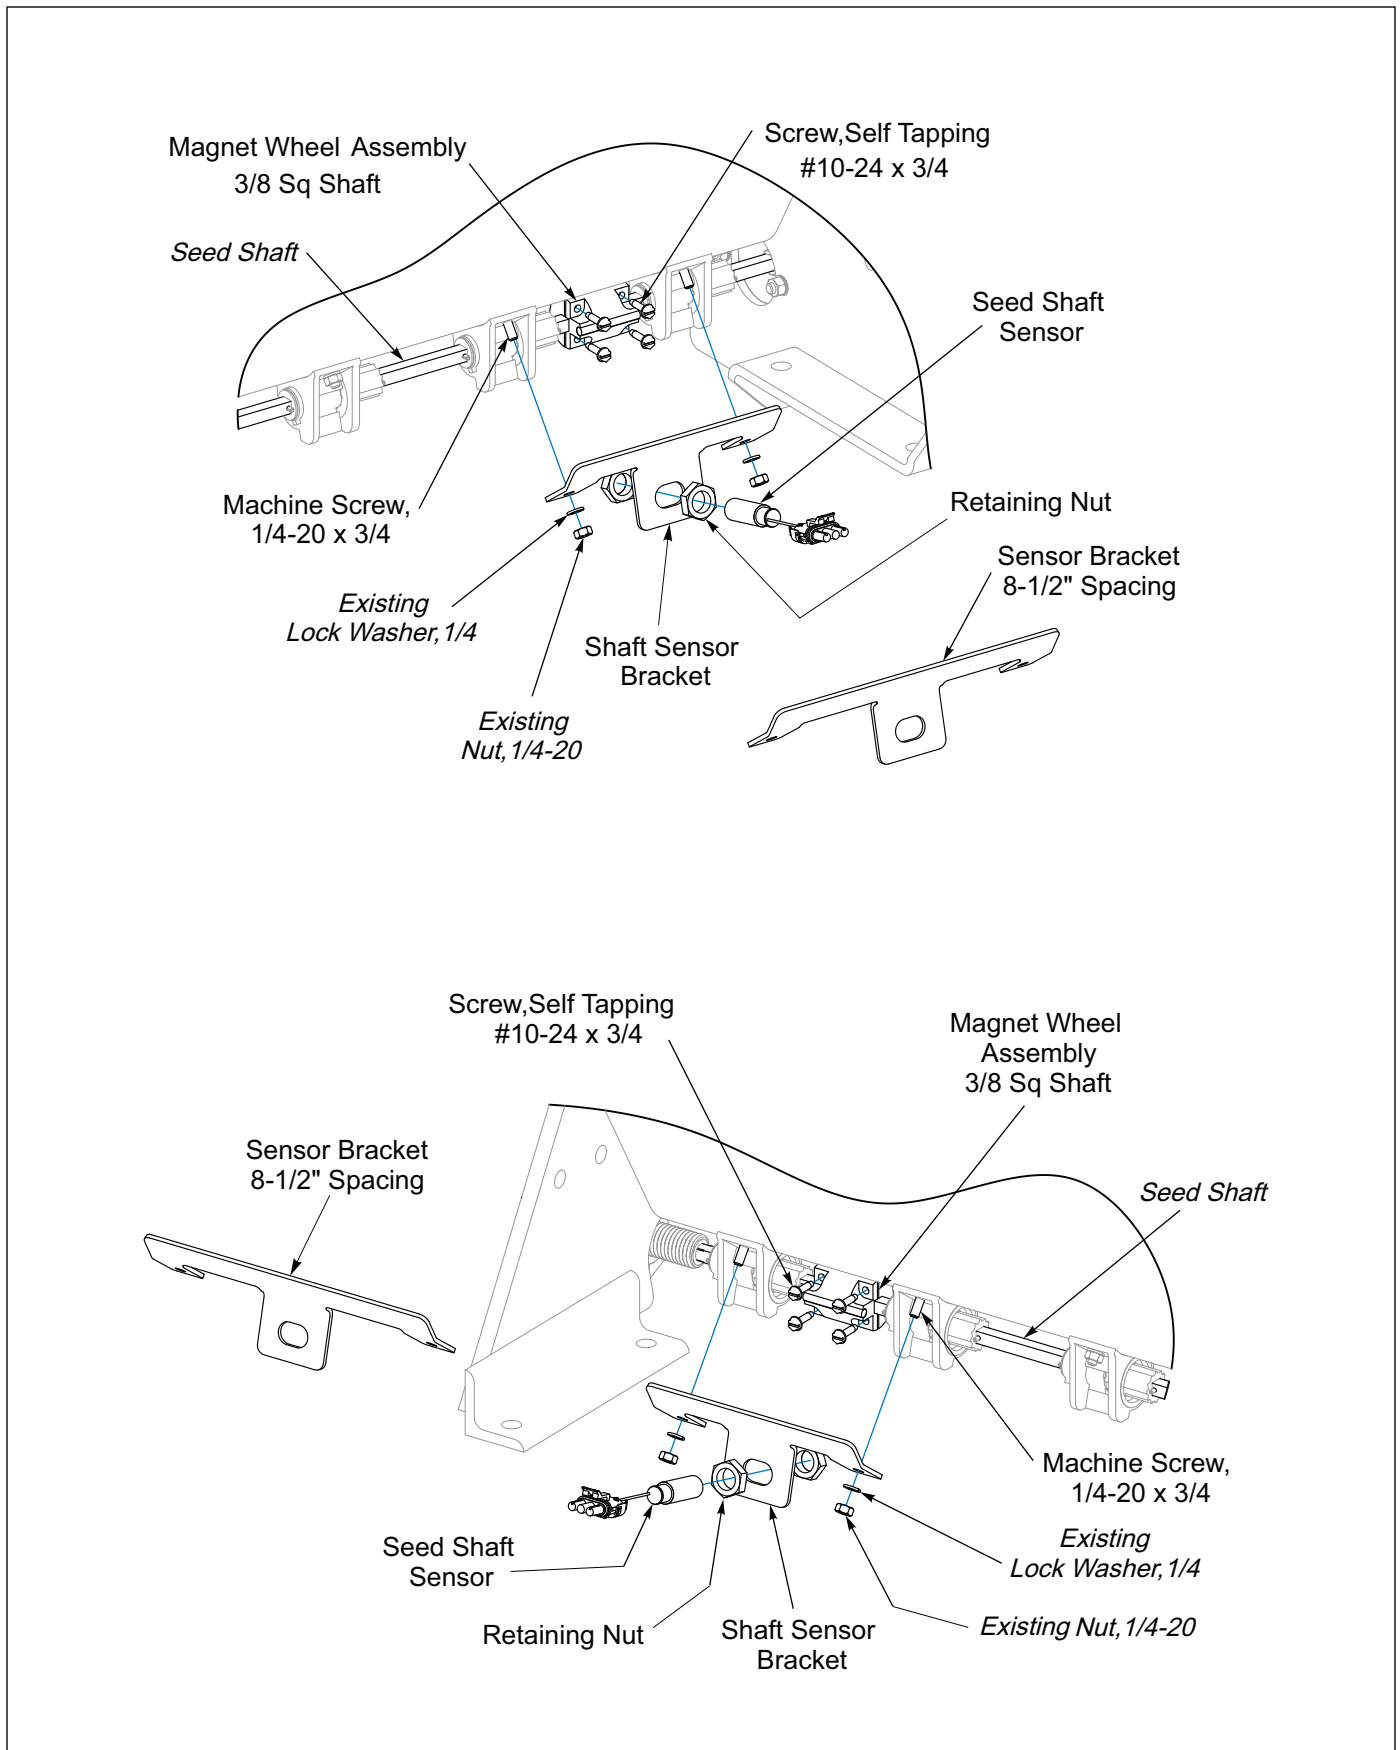 Magnet Wheel Assembly
3/8 Sq Shaft
Screw,Self Tapping
#10-24 x 3/4
Seed Shaft
Seed Shaft
Sensor
Machine Screw,
1/4-20 x 3/4
Retaining Nut
Sensor Bracket
8-1/2" Spacing
Existing
Lock Washer,1/4
Shaft Sensor
Bracket
Existing
Nut,1/4-20
Screw,Self Tapping
#10-24 x 3/4
Magnet Wheel
Assembly
3/8 Sq Shaft
Sensor Bracket
8-1/2" Spacing
Seed Shaft
Machine Screw,
1/4-20 x 3/4
Seed Shaft
Sensor
Existing
Lock Washer,1/4
Retaining Nut
Shaft Sensor
Bracket
Existing Nut,1/4-20